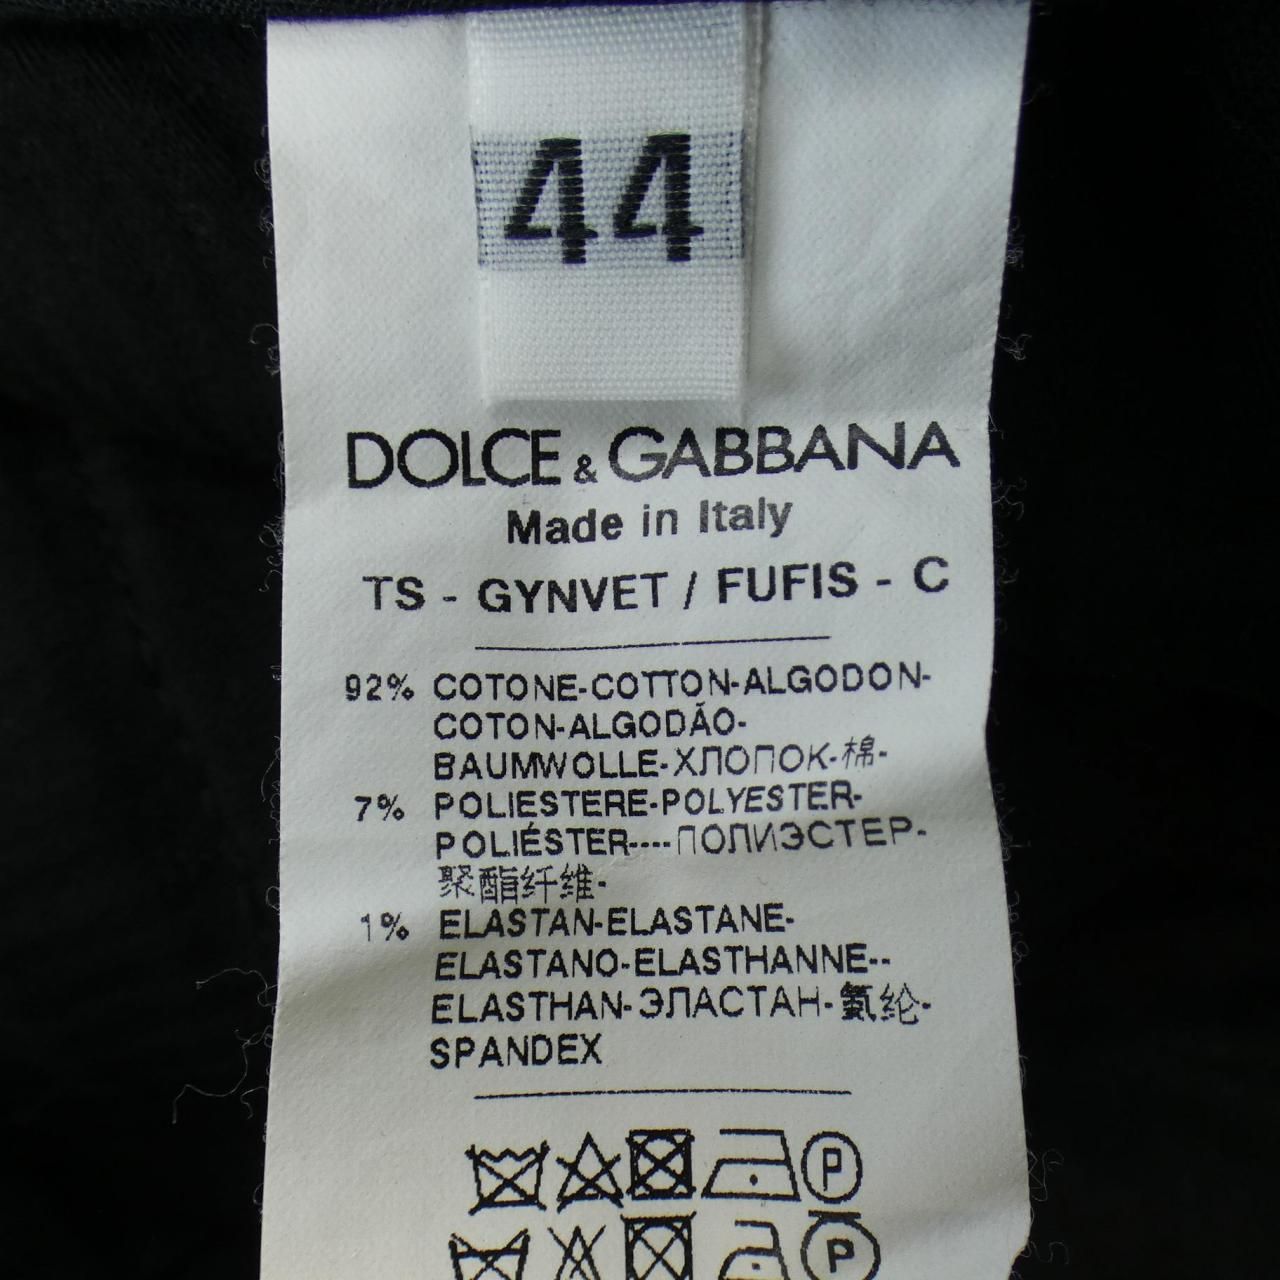 44
DOLCE & GABBANA
Made in Italy
TS - GYNVET / FUFIS - C
92% COTONE-COTTON-ALGODON-
COTON-ALGODÃO-
BAUMWOLLE-ХЛОПОК-棉-
7% POLIESTERE-POLYESTER-
POLIÉSTER----ПОЛИЭСТЕР-
聚酯纤维-
1% ELASTAN-ELASTANE-
ELASTANO-ELASTHANNE--
ELASTHAN-ЭЛАСТАН-氨纶-
SPANDEX
P
P